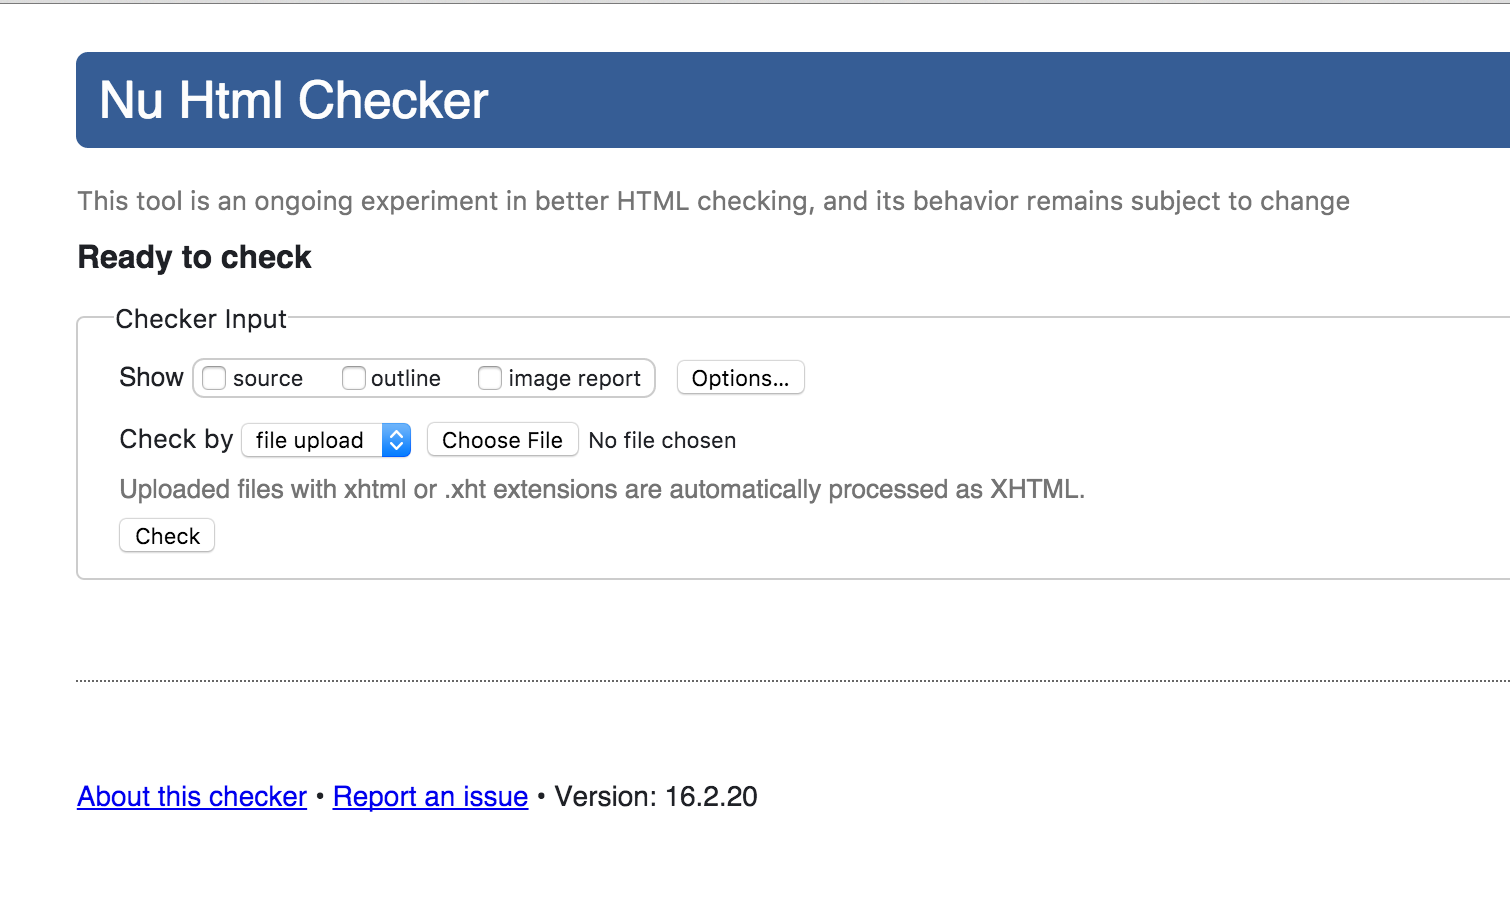 Nu Html Checker
This tool is an ongoing experiment in better HTML checking, and its behavior remains subject to change
Ready to check
Checker Input
Show source outline image report Options...
Check by file upload Choose File No file chosen
Uploaded files with xhtml or .xht extensions are automatically processed as XHTML.
Check
About this checker • Report an issue • Version: 16.2.20